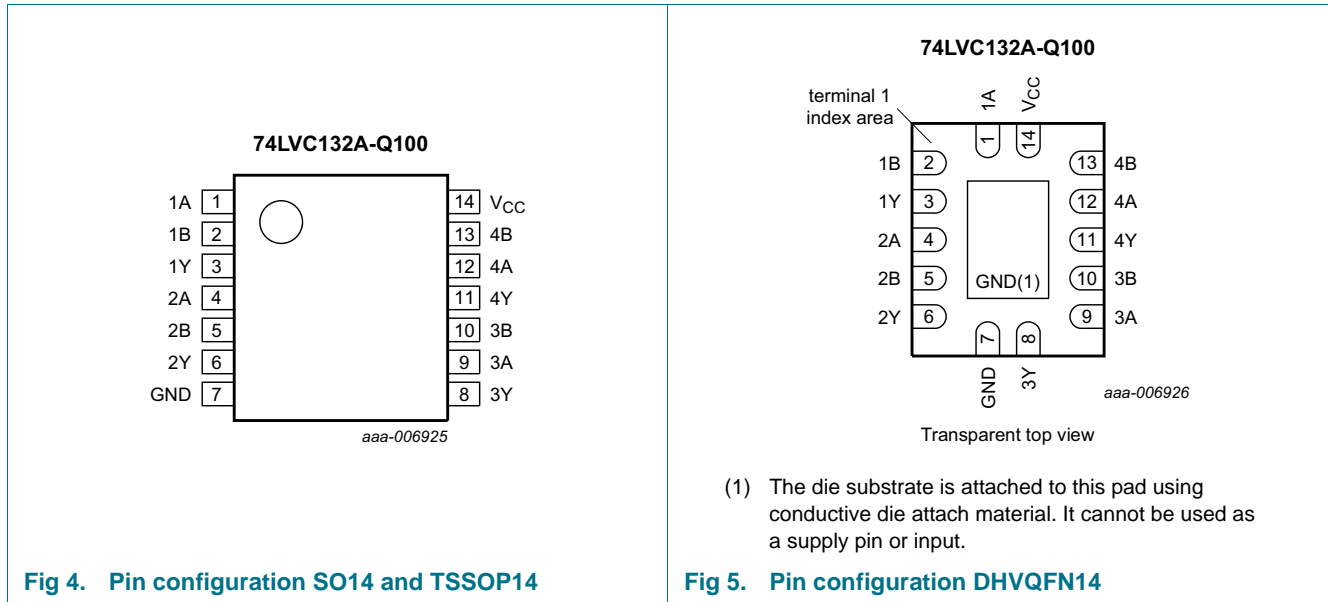 74LVC132A-Q100
1A 1
1B 2
1Y 3
2A 4
2B 5
2Y 6
GND 7
14 VCC
13 4B
12 4A
11 4Y
10 3B
9 3A
8 3Y
aaa-006925
Fig 4. Pin configuration SO14 and TSSOP14
74LVC132A-Q100
terminal 1
index area
1A
VCC
1
14
1B 2
1Y 3
2A 4
2B 5
2Y 6
13 4B
12 4A
11 4Y
10 3B
9 3A
GND(1)
7
8
GND
3Y
aaa-006926
Transparent top view
(1) The die substrate is attached to this pad using
conductive die attach material. It cannot be used as
a supply pin or input.
Fig 5. Pin configuration DHVQFN14